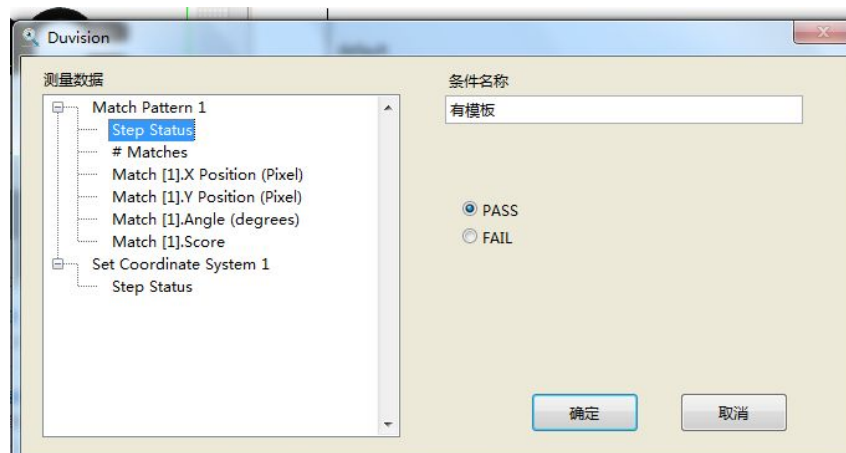 Duvision
测量数据
Match Pattern 1
Step Status
# Matches
Match [1].X Position (Pixel)
Match [1].Y Position (Pixel)
Match [1].Angle (degrees)
Match [1].Score
Set Coordinate System 1
Step Status
条件名称
有模板
PASS
FAIL
确定
取消